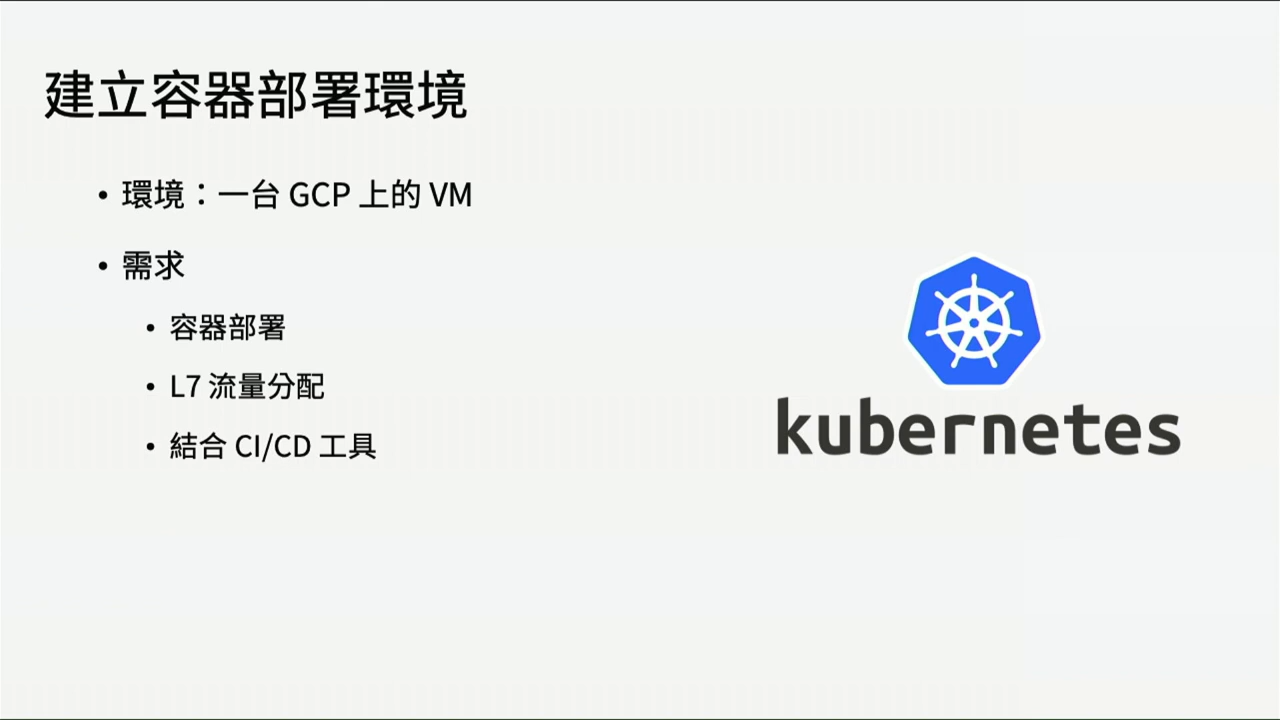 建立容器部署環境
• 環境：一台 GCP 上的 VM
• 需求
• 容器部署
• L7 流量分配
• 結合 CI/CD 工具
kubernetes